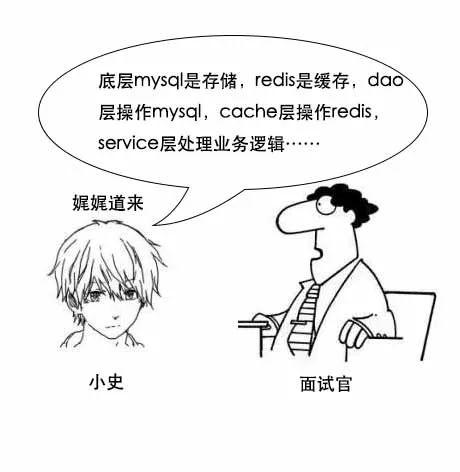 底层mysql是存储，redis是缓存，dao
层操作mysql，cache层操作redis，
service层处理业务逻辑……
娓娓道来
小史
面试官